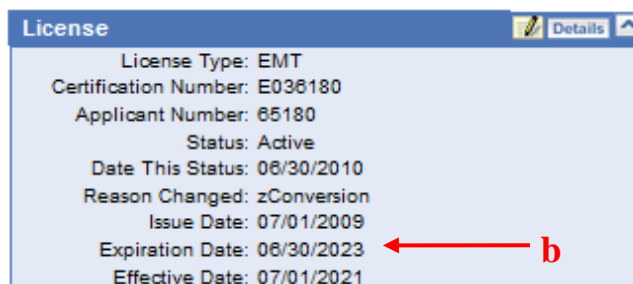 License Details
License Type: EMT
Certification Number: E036180
Applicant Number: 65180
Status: Active
Date This Status: 06/30/2010
Reason Changed: zConversion
Issue Date: 07/01/2009
Expiration Date: 06/30/2023 b
Effective Date: 07/01/2021